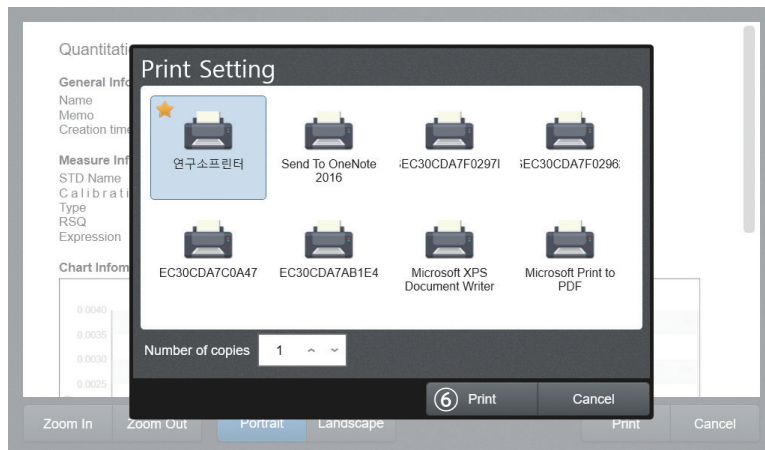 Quantitati
Print Setting
General Info
Name
Memo
Creation time
Measure Inf
STD Name
Calibrati
Type
RSQ
Expression
Chart Infom
0.0040
0.0035
0.0030
0.0025
연구소프린터
Send To OneNote
2016
EC30CDA7F0297I
EC30CDA7F0296
EC30CDA7C0A47
EC30CDA7AB1E4
Microsoft XPS
Document Writer
Microsoft Print to
PDF
Number of copies 1
⑥ Print Cancel
Zoom In Zoom Out Portrait Landscape Print Cancel